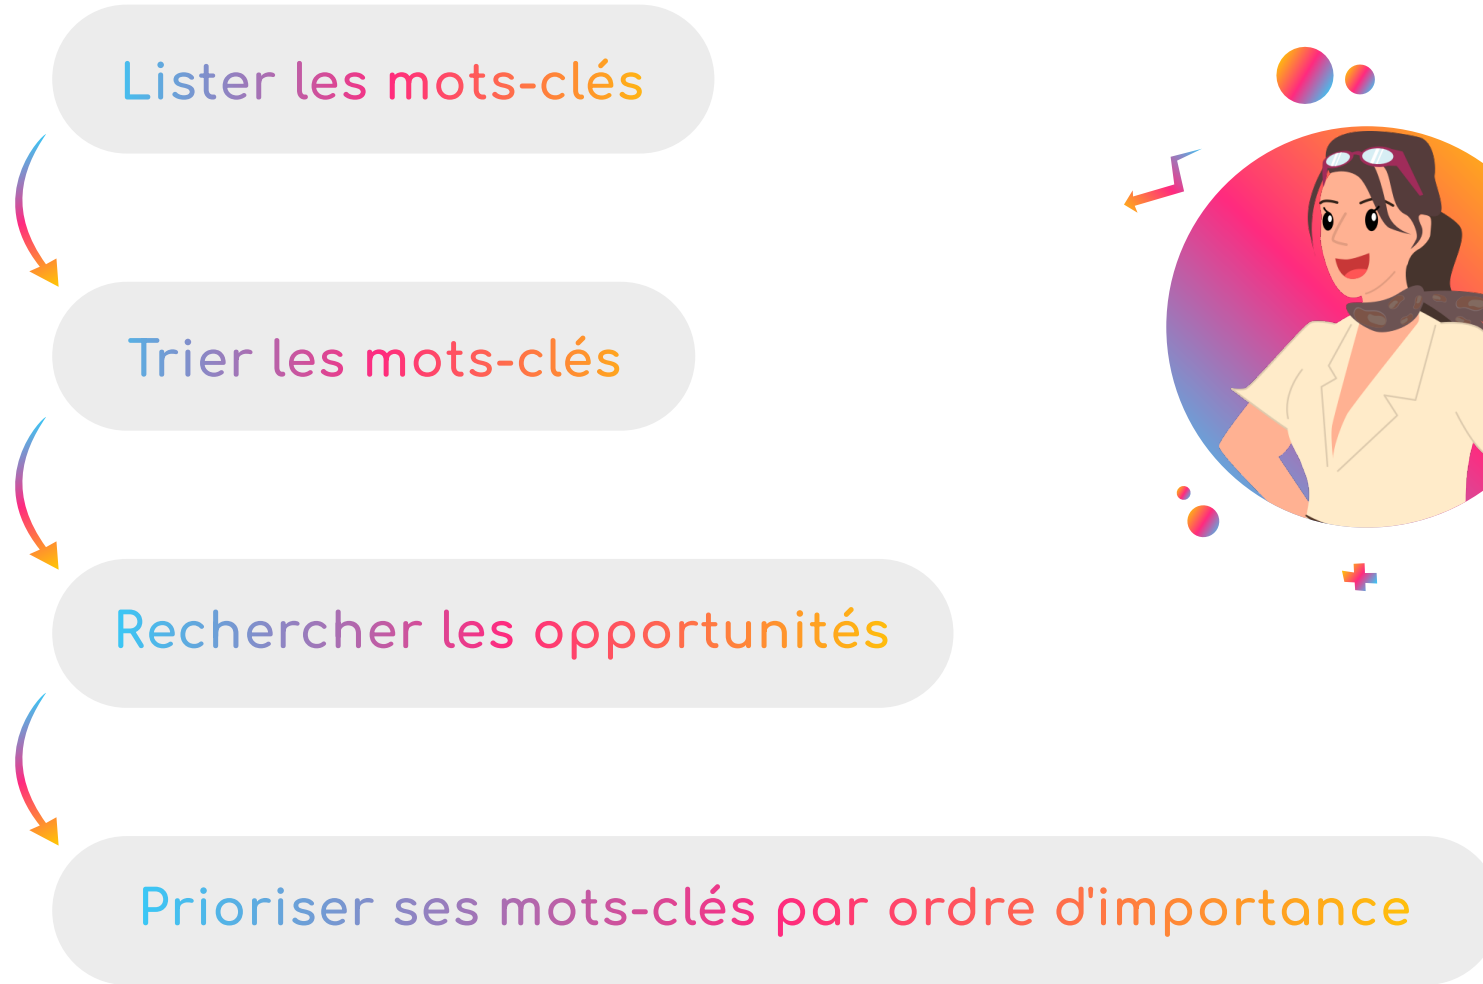 Lister les mots-clés
Trier les mots-clés
Rechercher les opportunités
Prioriser ses mots-clés par ordre d'importance